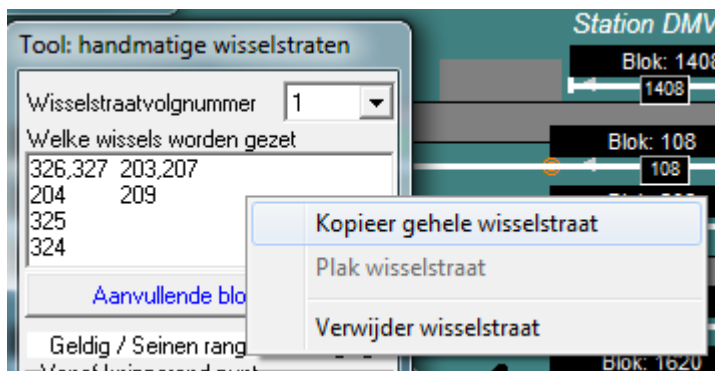 Station DMV
Tool: handmatige wisselstraten
Blok: 1408
1408
Wisselstraatvolgnummer 1
Welke wissels worden gezet
Blok: 108
108
326,327 203,207
204 209
325
324
Kopieer gehele wisselstraat
Plak wisselstraat
Verwijder wisselstraat
Aanvullende blo
Geldig / Seinen rang
Blok: 1620